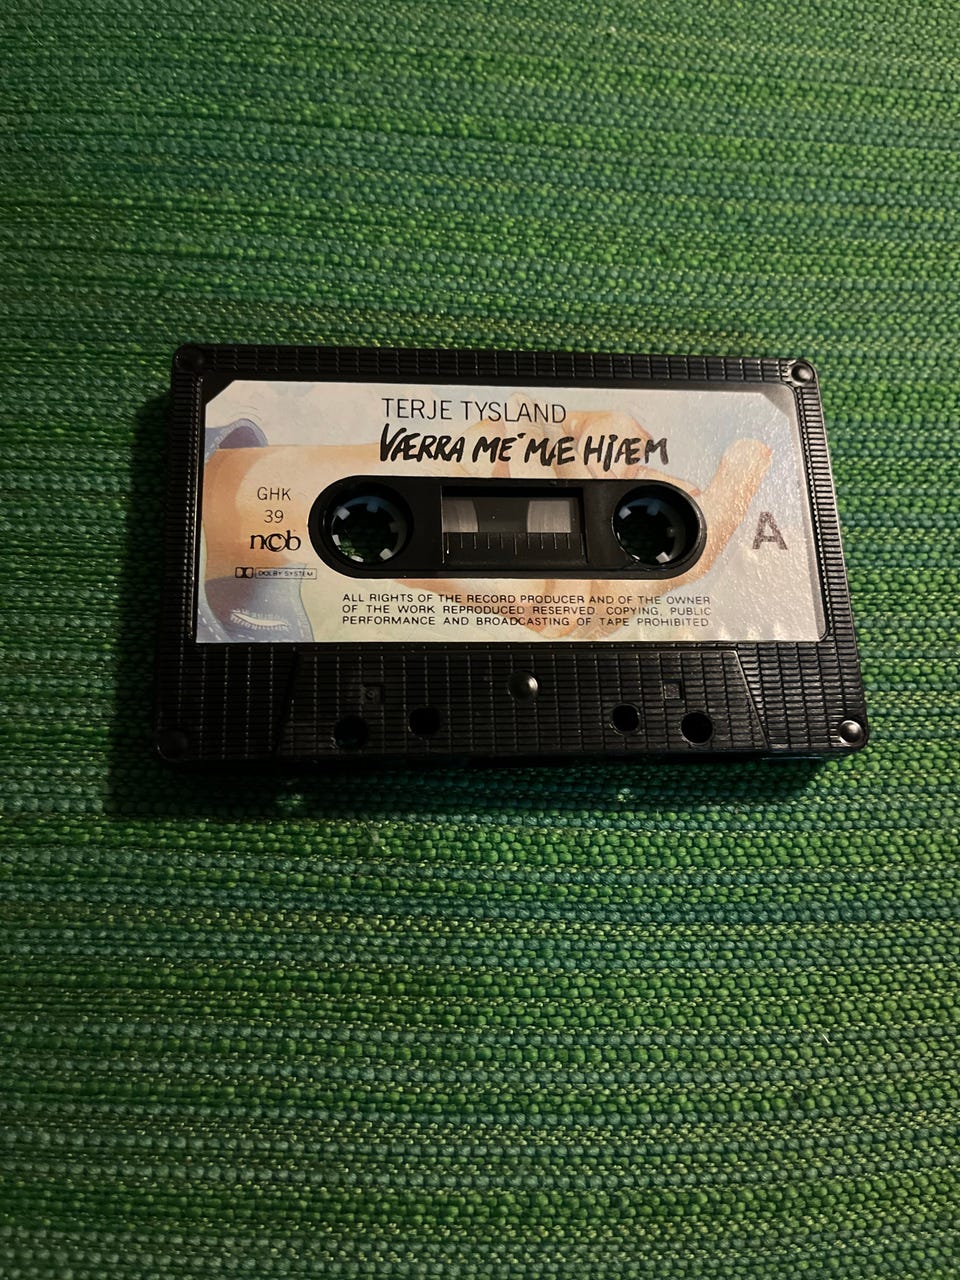 TERJE TYSLAND
VÆRRA ME' MÆ HJÆM
GHK
39
ncb
DOLBY SYSTEM
A
ALL RIGHTS OF THE RECORD PRODUCER AND OF THE OWNER
OF THE WORK REPRODUCED RESERVED. COPYING, PUBLIC
PERFORMANCE AND BROADCASTING OF TAPE PROHIBITED.